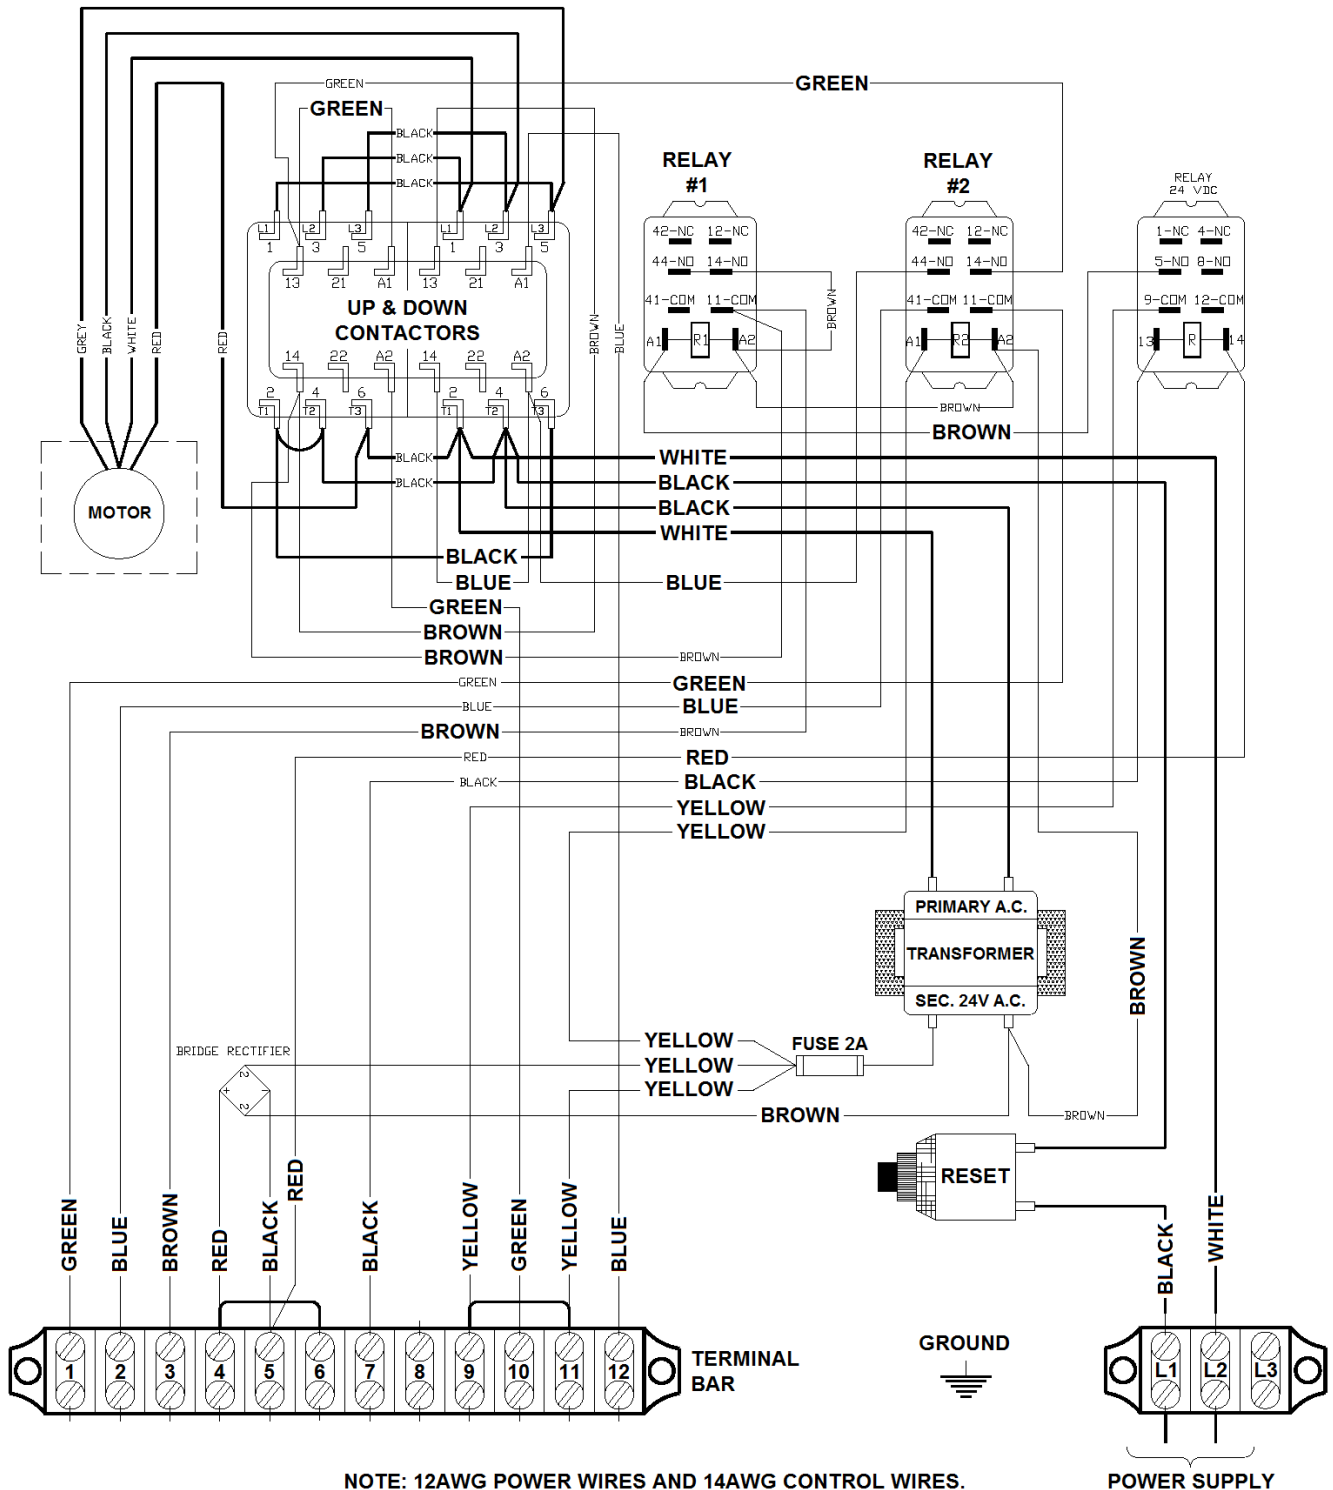 GREEN
GREEN
GREEN
BLACK
BLACK
BLACK
RELAY
#1
RELAY
#2
RELAY
24 VDC
L1 L2 L3 L1 L2 L3
1 3 5 1 3 5
13 21 A1 13 21 A1
UP & DOWN
CONTACTORS
14 22 A2 14 22 A2
2 4 6 2 4 6
T1 T2 T3 T1 T2 T3
42-NC 12-NC
44-NO 14-NO
41-COM 11-COM
A1 R1 A2
BROWN
42-NC 12-NC
44-NO 14-NO
41-COM 11-COM
A1 R2 A2
1-NC 4-NC
5-NO 8-NO
9-COM 12-COM
13 R 14
GREY
BLACK
WHITE
RED
RED
BROWN
BLUE
BROWN
BROWN
MOTOR
BLACK
BLACK
WHITE
BLACK
BLACK
WHITE
BLACK
BLUE
BLUE
GREEN
BROWN
BROWN
BROWN
GREEN
GREEN
BLUE
BLUE
BROWN
BROWN
RED
RED
BLACK
BLACK
YELLOW
YELLOW
PRIMARY A.C.
TRANSFORMER
SEC. 24V A.C.
BROWN
YELLOW
YELLOW
YELLOW
FUSE 2A
BRIDGE RECTIFIER
2
+ -
2
BROWN
BROWN
RESET
GREEN
BLUE
BROWN
RED
BLACK
RED
BLACK
YELLOW
GREEN
YELLOW
BLUE
BLACK
WHITE
1 2 3 4 5 6 7 8 9 10 11 12
TERMINAL
BAR
GROUND
L1 L2 L3
NOTE: 12AWG POWER WIRES AND 14AWG CONTROL WIRES.
POWER SUPPLY